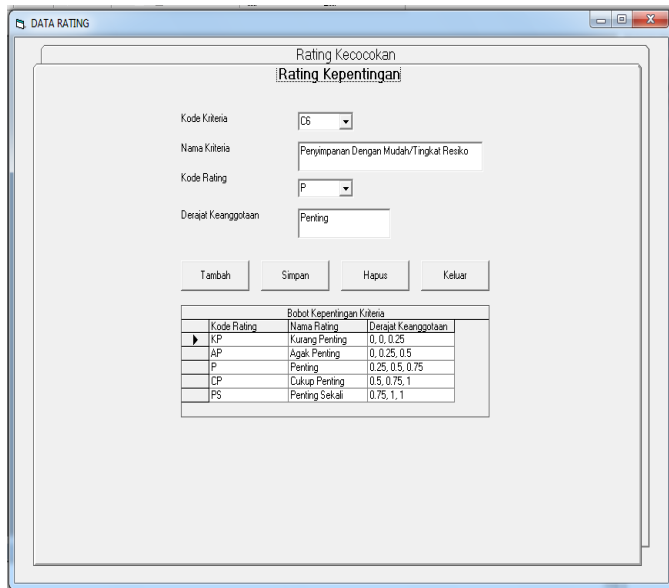 DATA RATING
Rating Kecocokan
Rating Kepentingan
Kode Kriteria C6
Nama Kriteria Penyimpanan Dengan Mudah/Tingkat Resiko
Kode Rating P
Derajat Keanggotaan Penting
Tambah Simpan Hapus Keluar
Bobot Kepentingan Kriteria
Kode Rating Nama Rating Derajat Keanggotaan
KP Kurang Penting 0, 0, 0.25
AP Agak Penting 0, 0.25, 0.5
P Penting 0.25, 0.5, 0.75
CP Cukup Penting 0.5, 0.75, 1
PS Penting Sekali 0.75, 1, 1